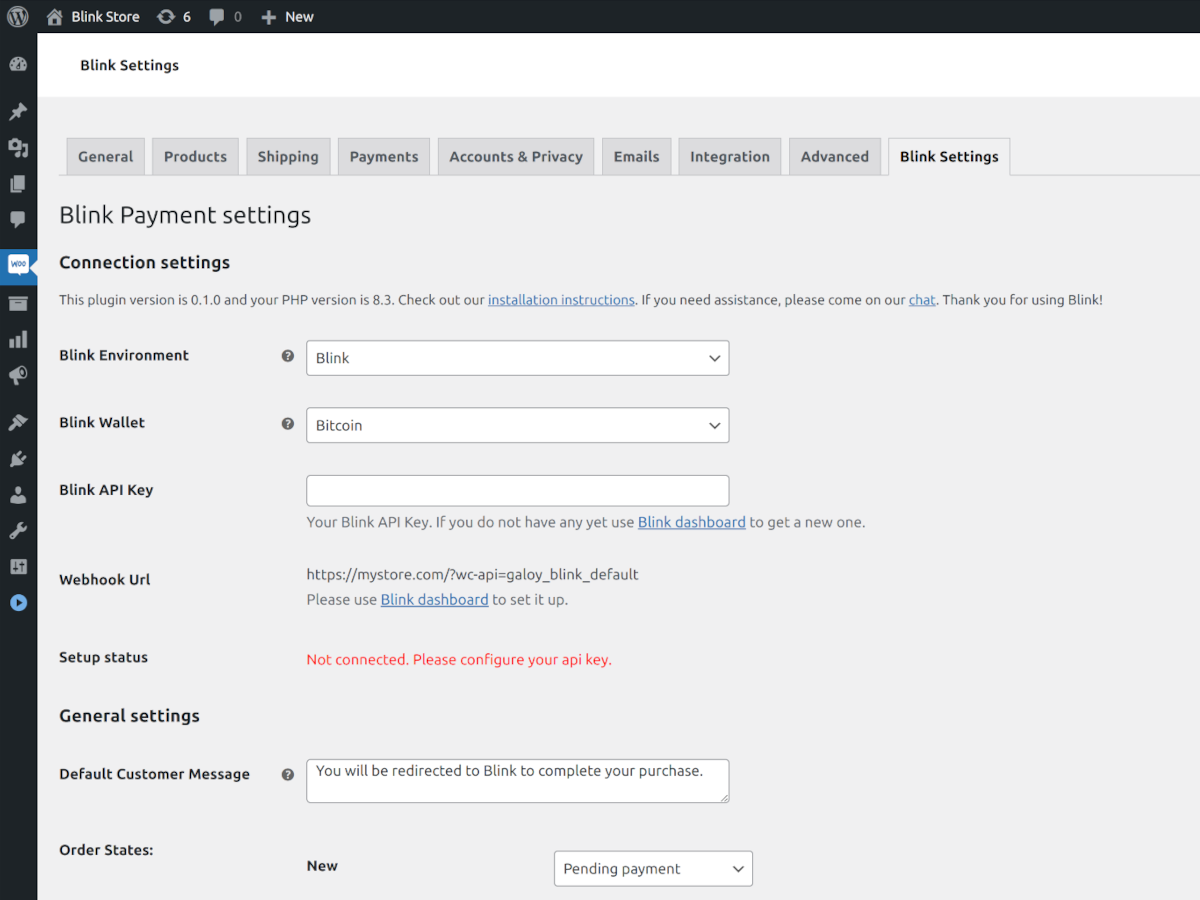 Blink Store 6 0 New
Blink Settings
General Products Shipping Payments Accounts & Privacy Emails Integration Advanced Blink Settings
Blink Payment settings
Connection settings
This plugin version is 0.1.0 and your PHP version is 8.3. Check out our installation instructions. If you need assistance, please come on our chat. Thank you for using Blink!
Blink Environment ? Blink
Blink Wallet ? Bitcoin
Blink API Key
Your Blink API Key. If you do not have any yet use Blink dashboard to get a new one.
Webhook Url https://mystore.com/?wc-api=galoy_blink_default
Please use Blink dashboard to set it up.
Setup status Not connected. Please configure your api key.
General settings
Default Customer Message ? You will be redirected to Blink to complete your purchase.
Order States:
New Pending payment
woo